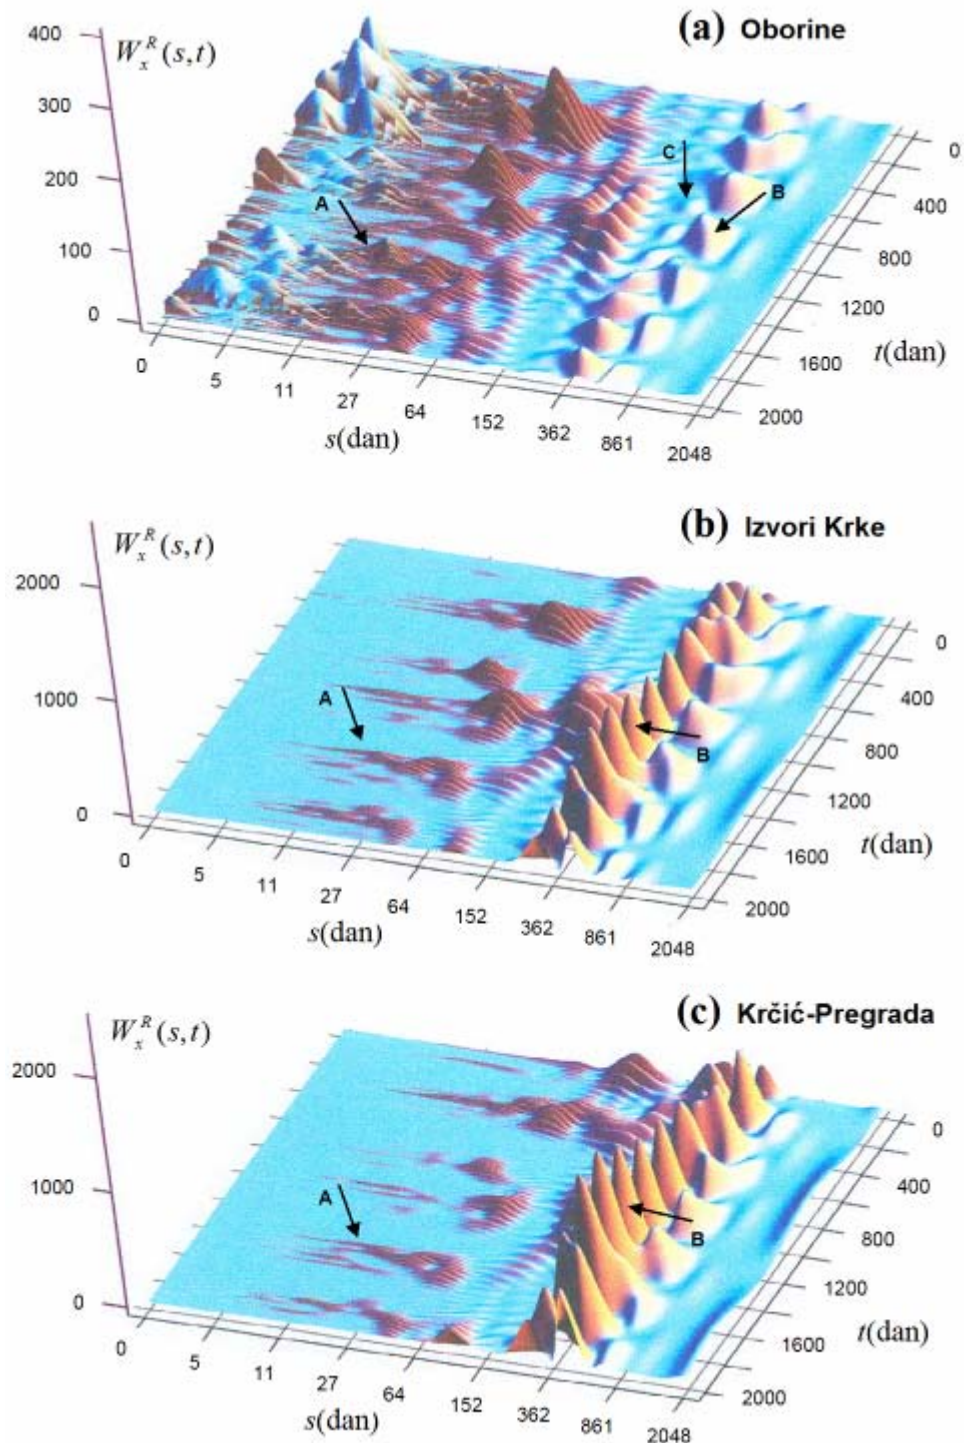 (a) Oborine
W_x^R(s,t)
400
300
200
100
0
A
C
B
0
5
11
27
64
152
362
861
2048
s(dan)
0
400
800
1200
1600
2000
t(dan)
(b) Izvori Krke
W_x^R(s,t)
2000
1000
0
A
B
0
5
11
27
64
152
362
861
2048
s(dan)
0
400
800
1200
1600
2000
t(dan)
(c) Krčić-Pregrada
W_x^R(s,t)
2000
1000
0
A
B
0
5
11
27
64
152
362
861
2048
s(dan)
0
400
800
1200
1600
2000
t(dan)